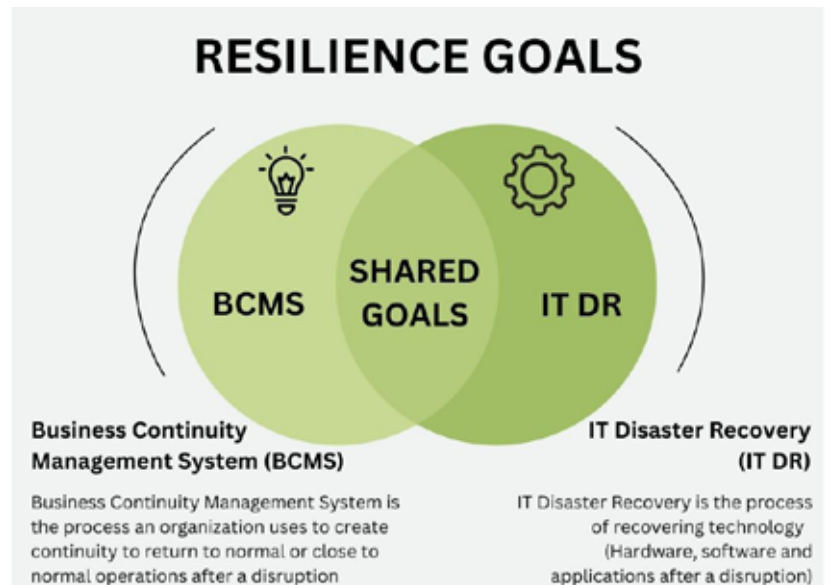 RESILIENCE GOALS
BCMS
SHARED
GOALS
IT DR
Business Continuity
Management System (BCMS)
Business Continuity Management System is
the process an organization uses to create
continuity to return to normal or close to
normal operations after a disruption
IT Disaster Recovery
(IT DR)
IT Disaster Recovery is the process
of recovering technology
(Hardware, software and
applications after a disruption)